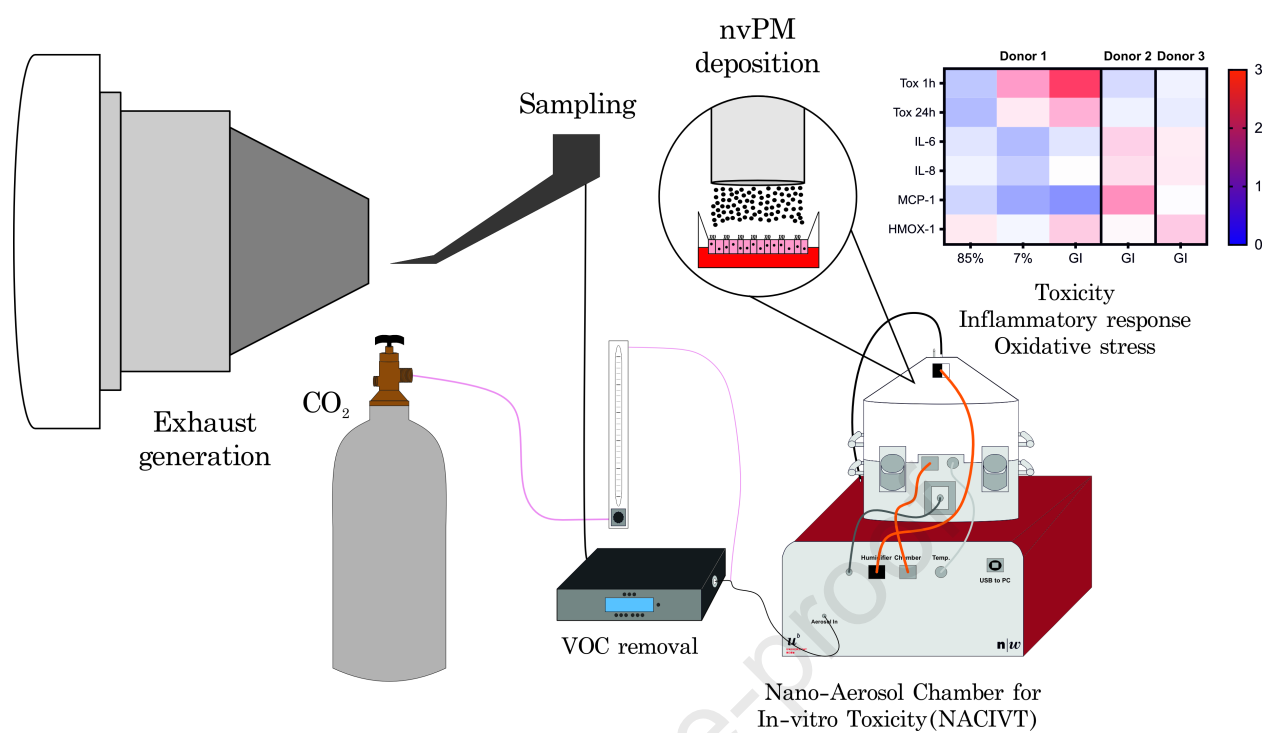 nvPM
deposition
Sampling
Exhaust
generation
CO2
VOC removal
Donor 1 Donor 2 Donor 3
Tox 1h
Tox 24h
IL-6
IL-8
MCP-1
HMOX-1
85% 7% GI GI GI
3
2
1
0
Toxicity
Inflammatory response
Oxidative stress
Humidifier Chamber Temp.
USB to PC
Aerosol In
u b
n|w
Nano-Aerosol Chamber for
In-vitro Toxicity(NACIVT)
e-proof